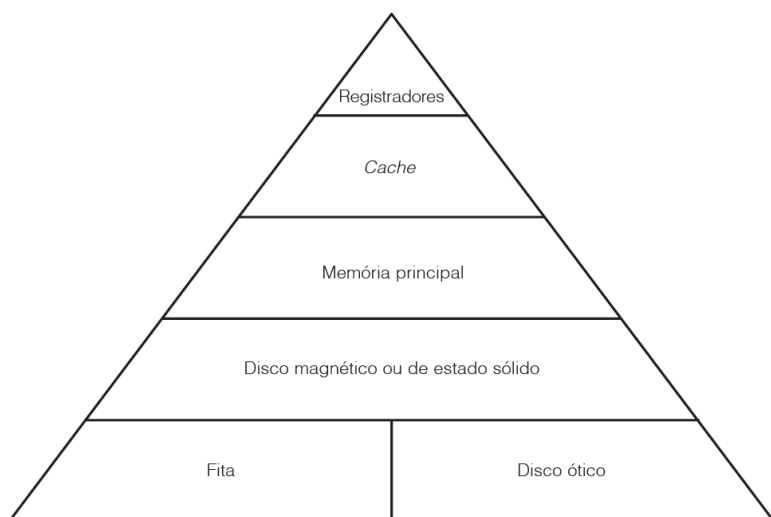 Registradores
Cache
Memória principal
Disco magnético ou de estado sólido
Fita
Disco ótico